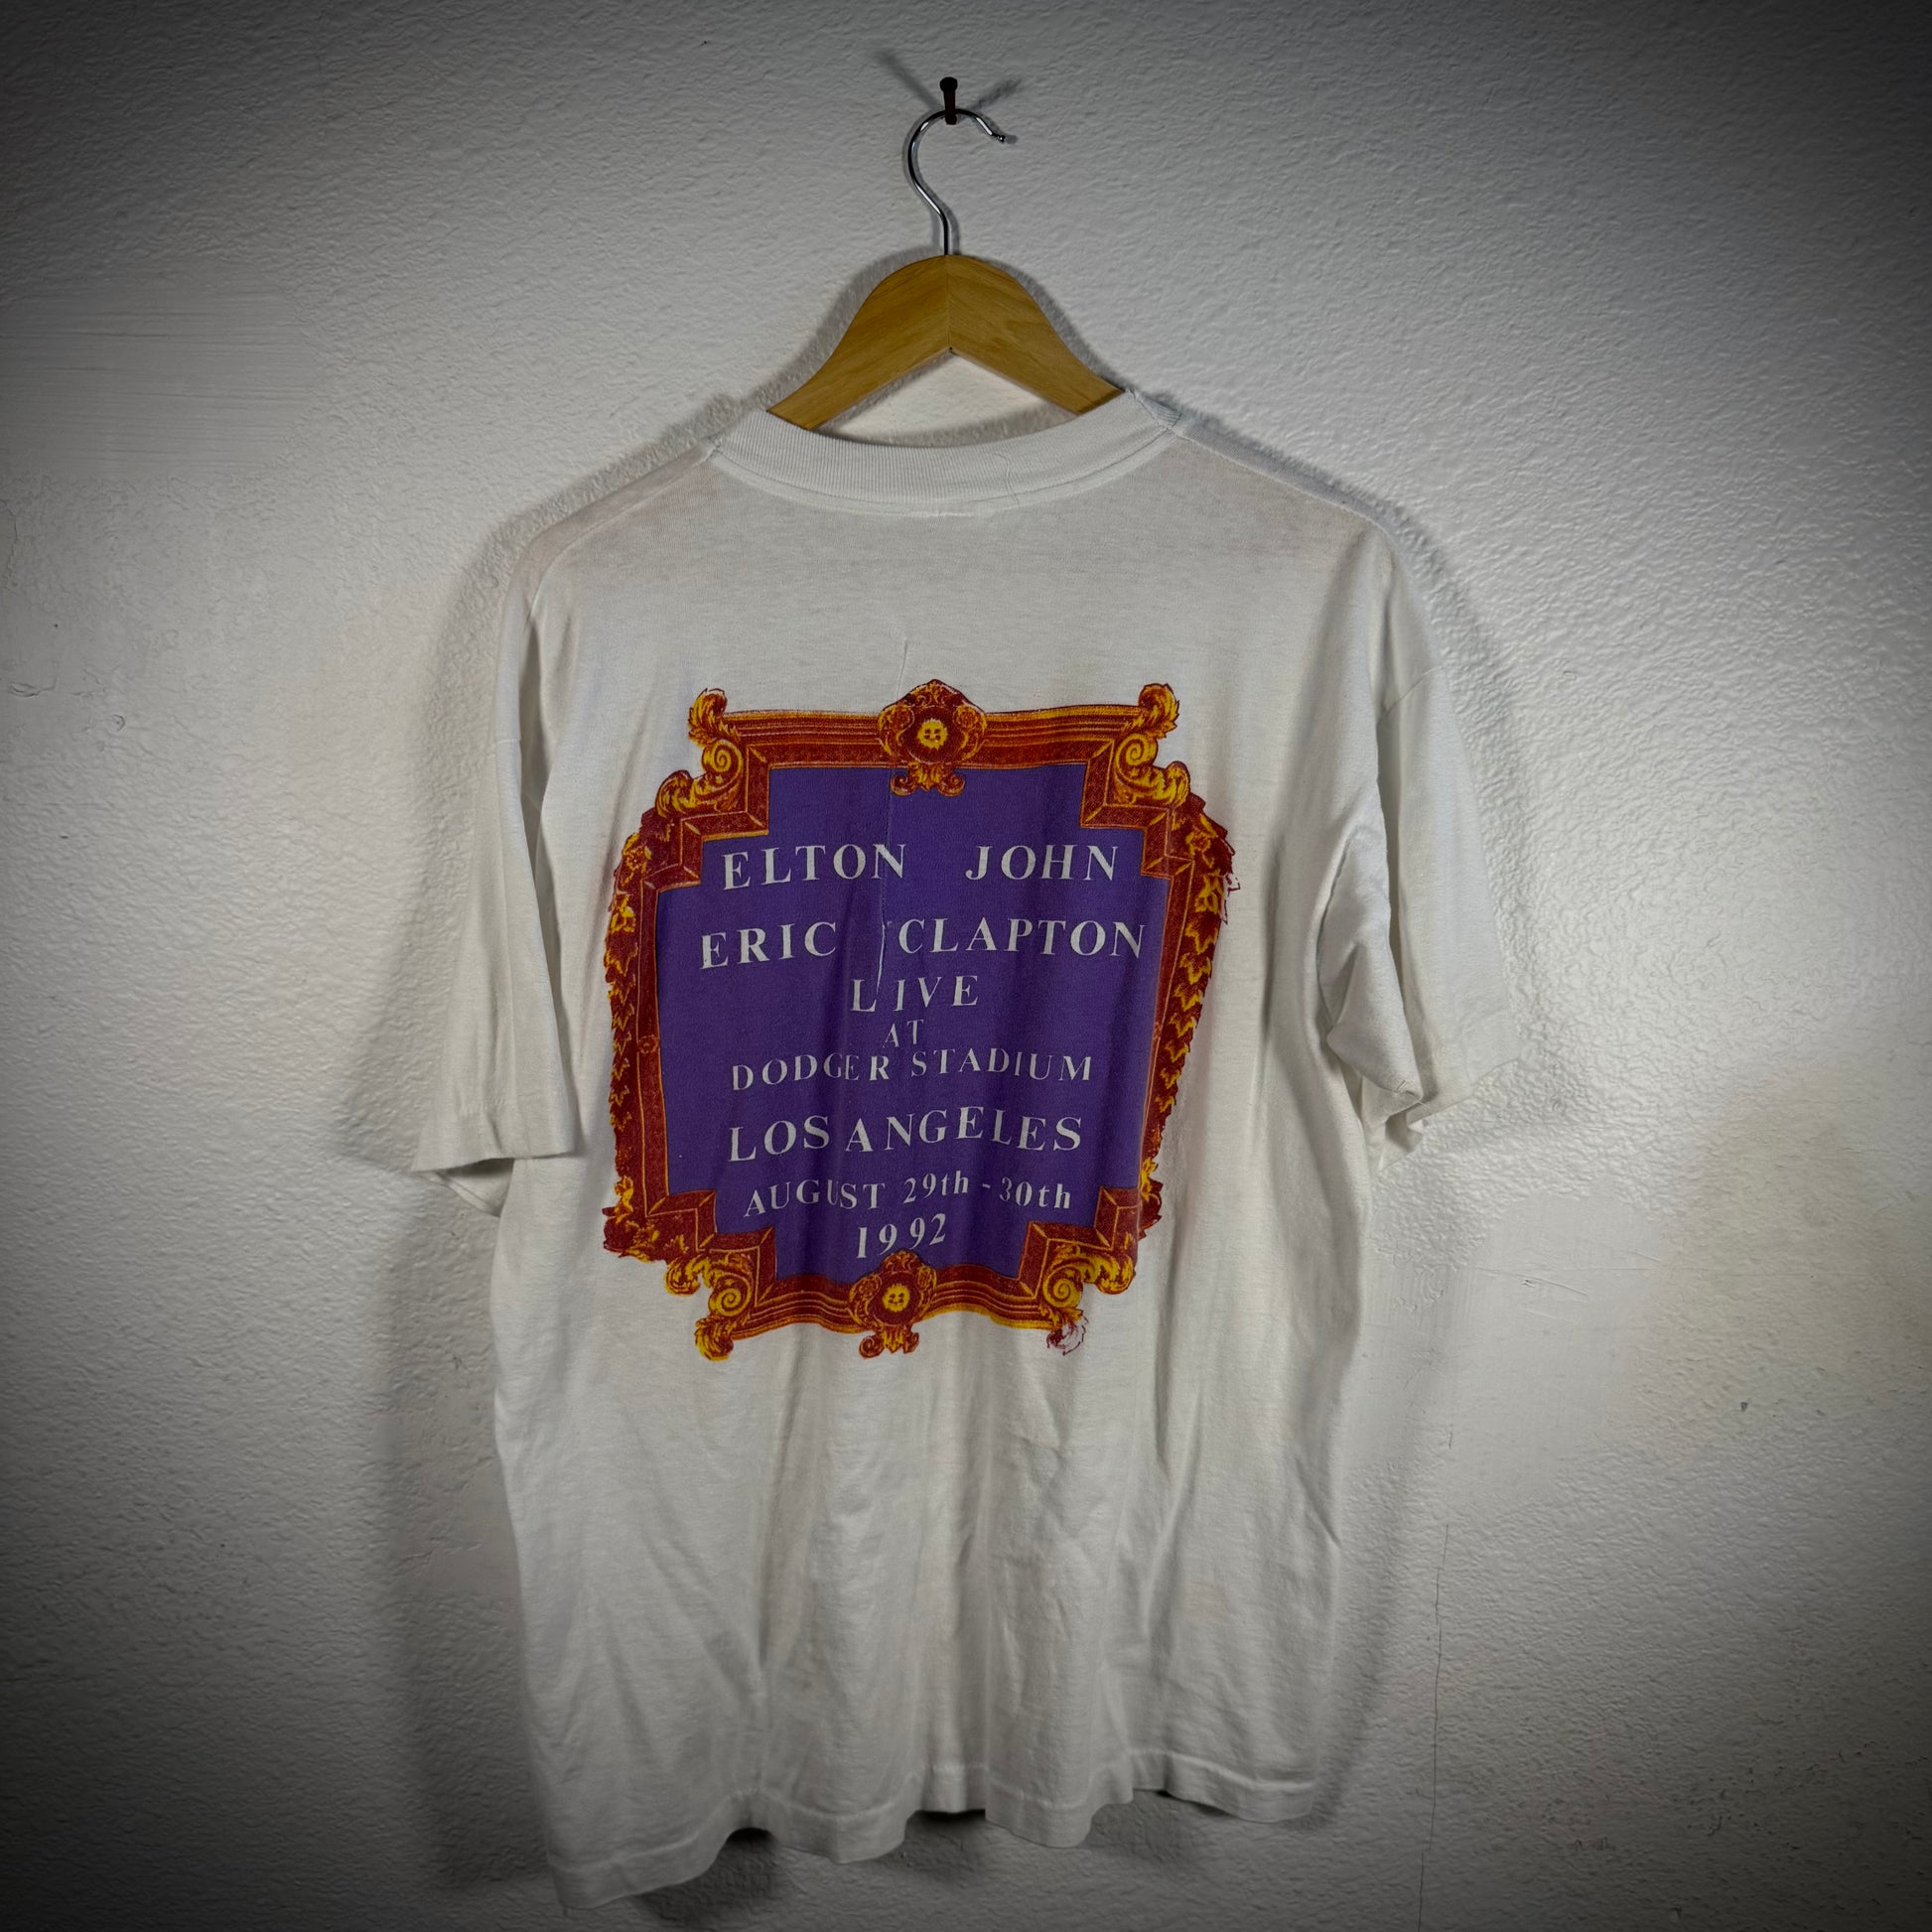 ELTON JOHN
ERIC CLAPTON
LIVE
AT
DODGER STADIUM
LOS ANGELES
AUGUST 29th - 30th
1992